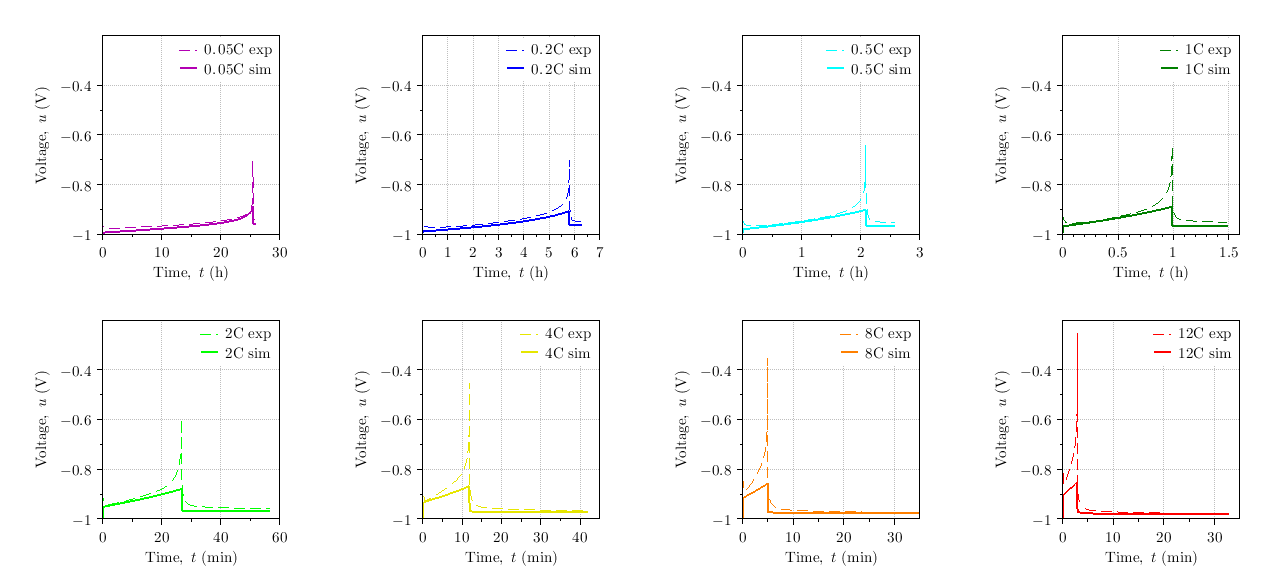 0.05C exp
0.05C sim
−0.4
−0.6
−0.8
−1
Voltage, u (V)
0 10 20 30
Time, t (h)
0.2C exp
0.2C sim
−0.4
−0.6
−0.8
−1
Voltage, u (V)
0 1 2 3 4 5 6 7
Time, t (h)
0.5C exp
0.5C sim
−0.4
−0.6
−0.8
−1
Voltage, u (V)
0 1 2 3
Time, t (h)
1C exp
1C sim
−0.4
−0.6
−0.8
−1
Voltage, u (V)
0 0.5 1 1.5
Time, t (h)
2C exp
2C sim
−0.4
−0.6
−0.8
−1
Voltage, u (V)
0 20 40 60
Time, t (min)
4C exp
4C sim
−0.4
−0.6
−0.8
−1
Voltage, u (V)
0 10 20 30 40
Time, t (min)
8C exp
8C sim
−0.4
−0.6
−0.8
−1
Voltage, u (V)
0 10 20 30
Time, t (min)
12C exp
12C sim
−0.4
−0.6
−0.8
−1
Voltage, u (V)
0 10 20 30
Time, t (min)